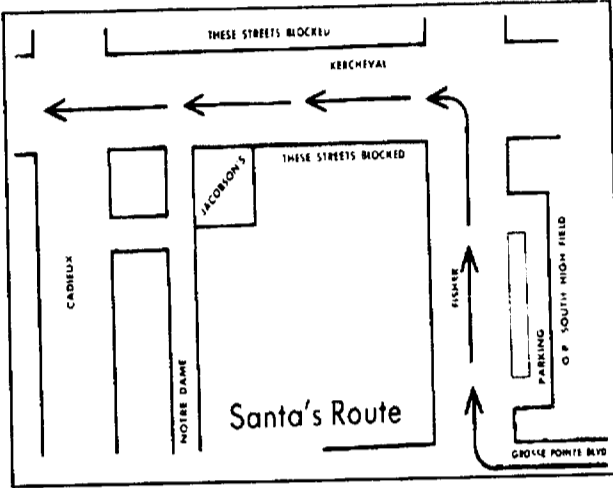 THESE STREETS BLOCKED
KERCHEVAL
JACOBSON'S
THESE STREETS BLOCKED
CADIEUX
NOTRE DAME
FISHER
PARKING
G.P. SOUTH HIGH FIELD
Santa's Route
GROSSE POINTE BLVD